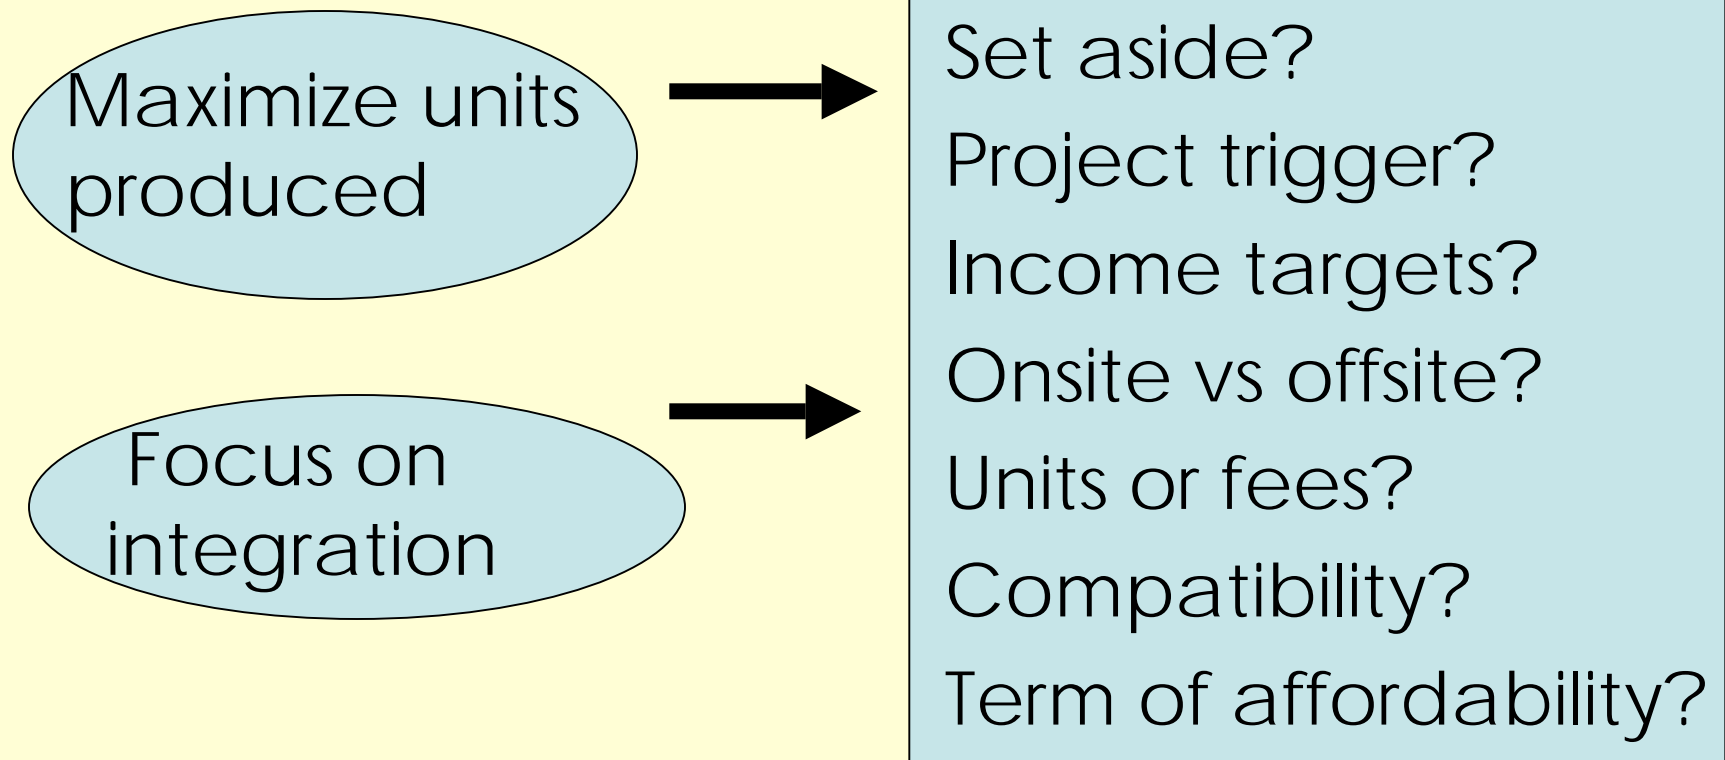 Maximize units
produced
Focus on
integration
Set aside?
Project trigger?
Income targets?
Onsite vs offsite?
Units or fees?
Compatibility?
Term of affordability?